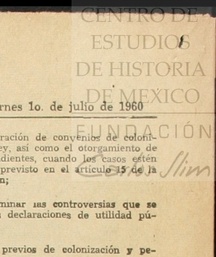 CENTRO DE
ESTUDIOS
DE HISTORIA
DE MEXICO
rnes 1o. de julio de 1960
FUNDACIÓN
Carlos Slim
ración de convenios de coloni-
ey, así como el otorgamiento de
dientes, cuando los casos estén
previsto en el artículo 15 de la
n;
minar las controversias que se
s declaraciones de utilidad pú-
previos de colonización y pe-